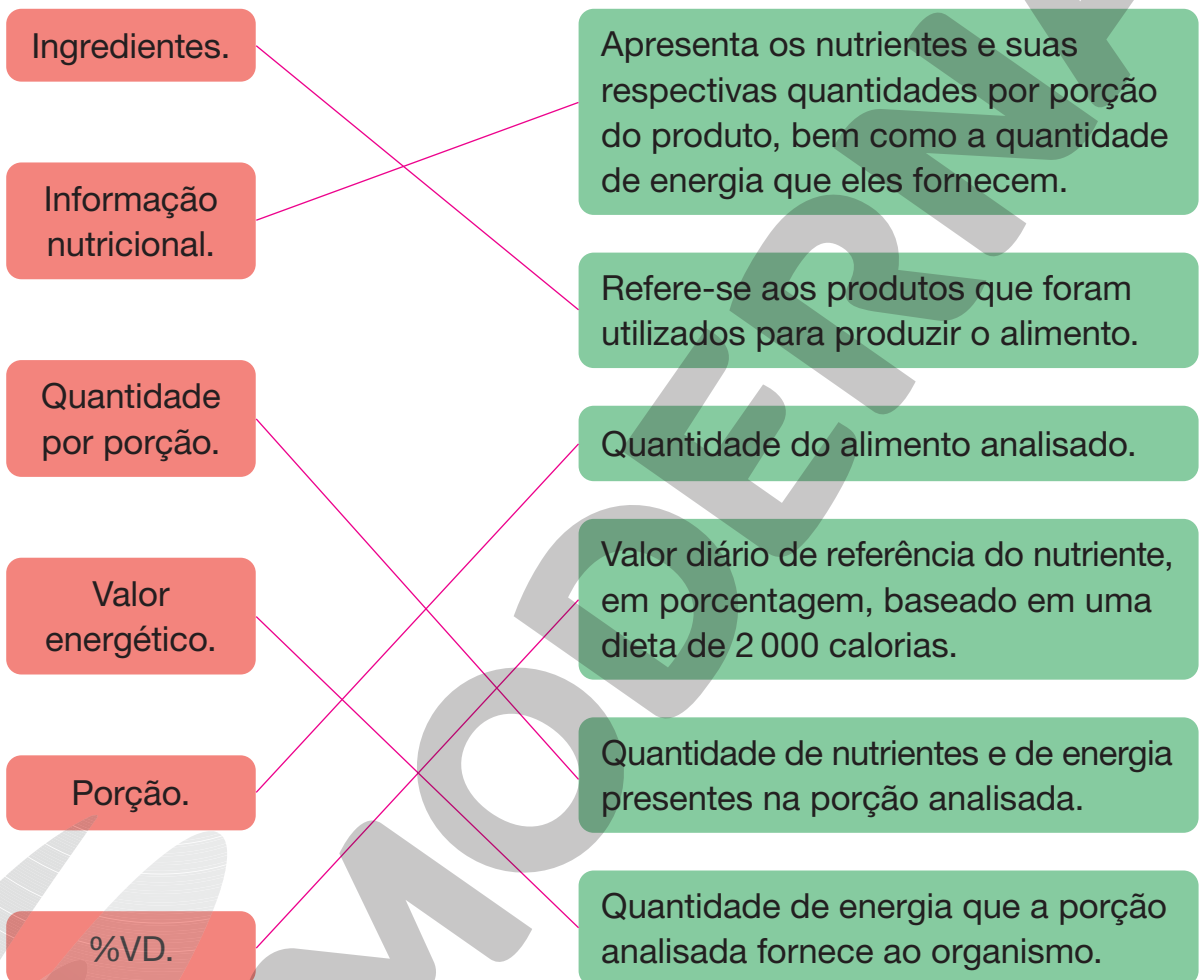 Ingredientes.
Informação
nutricional.
Quantidade
por porção.
Valor
energético.
Porção.
%VD.
Apresenta os nutrientes e suas
respectivas quantidades por porção
do produto, bem como a quantidade
de energia que eles fornecem.
Refere-se aos produtos que foram
utilizados para produzir o alimento.
Quantidade do alimento analisado.
Valor diário de referência do nutriente,
em porcentagem, baseado em uma
dieta de 2 000 calorias.
Quantidade de nutrientes e de energia
presentes na porção analisada.
Quantidade de energia que a porção
analisada fornece ao organismo.
MODERNA